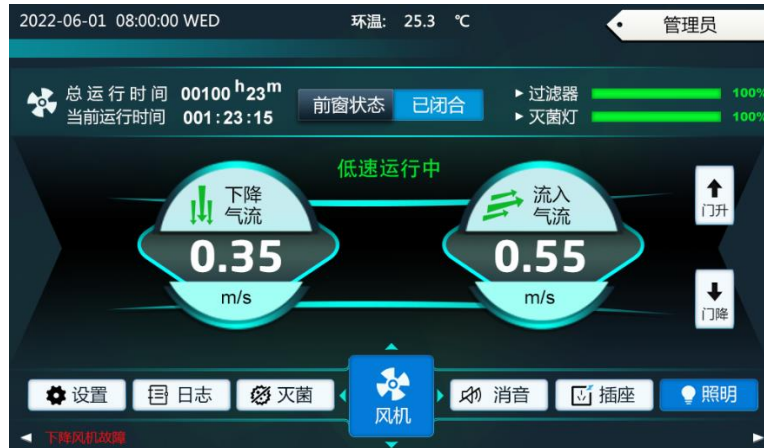 2022-06-01 08:00:00 WED 环温: 25.3 ℃ 管理员
总运行时间 00100h23m
当前运行时间 001:23:15
前窗状态 已闭合
过滤器 100%
灭菌灯 100%
低速运行中
下降
气流
0.35
m/s
流入
气流
0.55
m/s
门升
门降
设置 日志 灭菌 风机 消音 插座 照明
下降风机故障